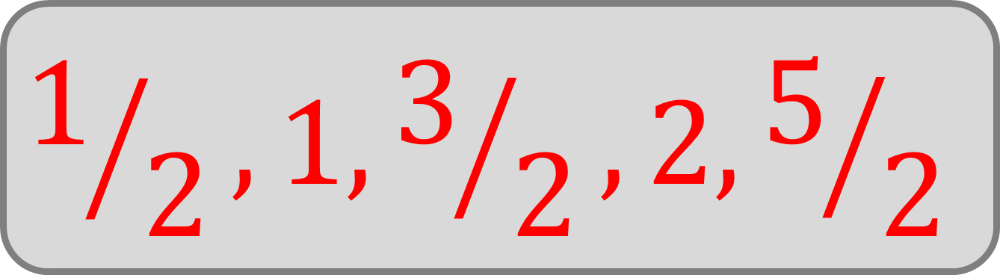 1/2 , 1, 3/2 , 2, 5/2